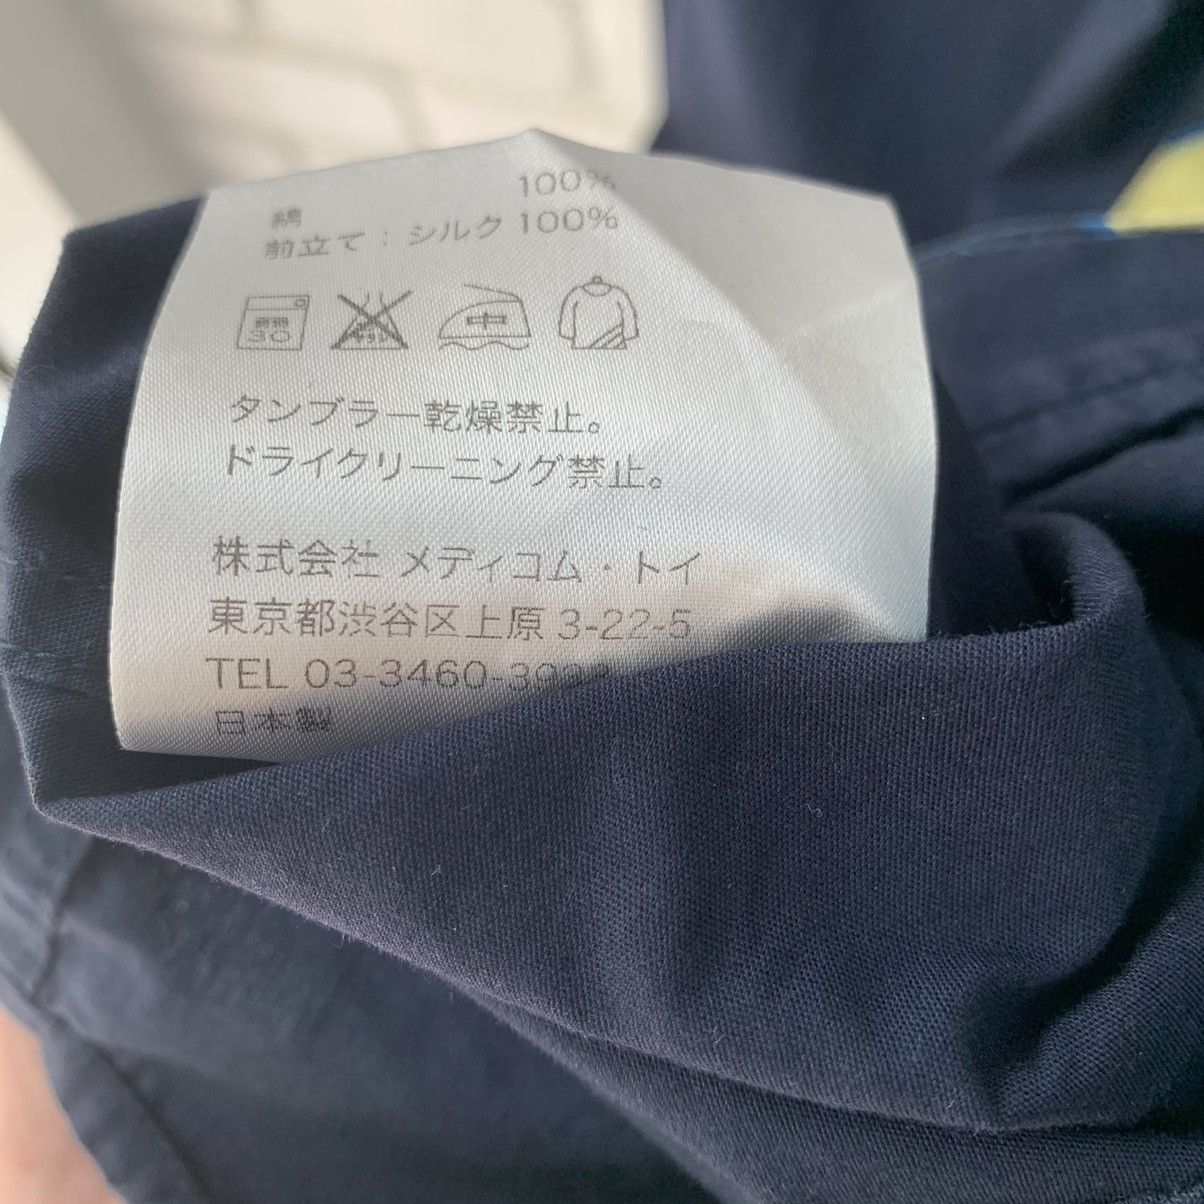 綿 100%
前立て：シルク 100%
30
中
タンブラー乾燥禁止。
ドライクリーニング禁止。
株式会社 メディコム・トイ
東京都渋谷区上原 3-22-5
TEL 03-3460-
日本製